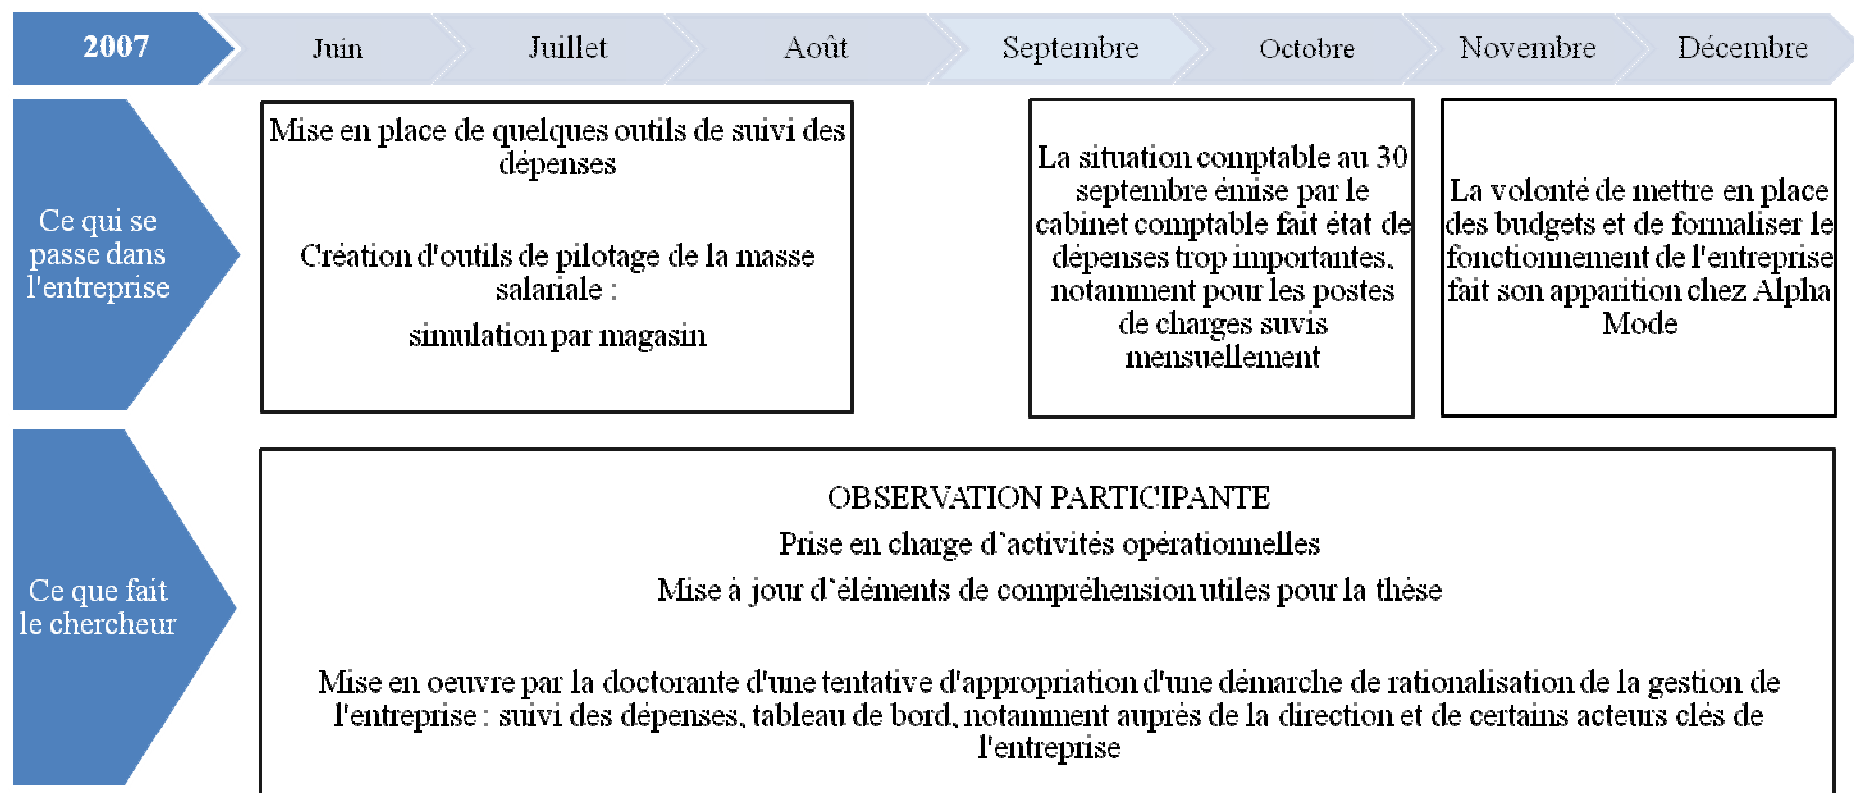 2007
Juin
Juillet
Août
Septembre
Octobre
Novembre
Décembre
Ce qui se
passe dans
l'entreprise
Mise en place de quelques outils de suivi des
dépenses
Création d'outils de pilotage de la masse
salariale :
simulation par magasin
La situation comptable au 30
septembre émise par le
cabinet comptable fait état de
dépenses trop importantes,
notamment pour les postes
de charges suvis
mensuellement
La volonté de mettre en place
des budgets et de formaliser le
fonctionnement de l'entreprise
fait son apparition chez Alpha
Mode
Ce que fait
le chercheur
OBSERVATION PARTICIPANTE
Prise en charge d`activités opérationnelles
Mise à jour d`éléments de compréhension utiles pour la thèse
Mise en oeuvre par la doctorante d'une tentative d'appropriation d'une démarche de rationalisation de la gestion de
l'entreprise : suivi des dépenses, tableau de bord, notamment auprès de la direction et de certains acteurs clés de
l'entreprise